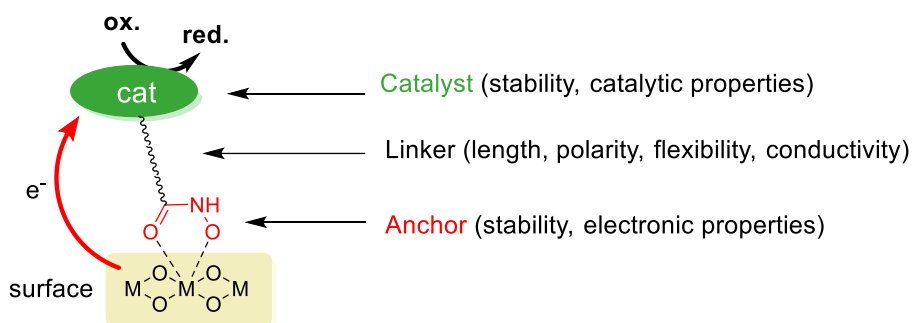 ox.
red.
cat
Catalyst (stability, catalytic properties)
Linker (length, polarity, flexibility, conductivity)
e-
NH
O O
Anchor (stability, electronic properties)
surface
O O
M M M
O O